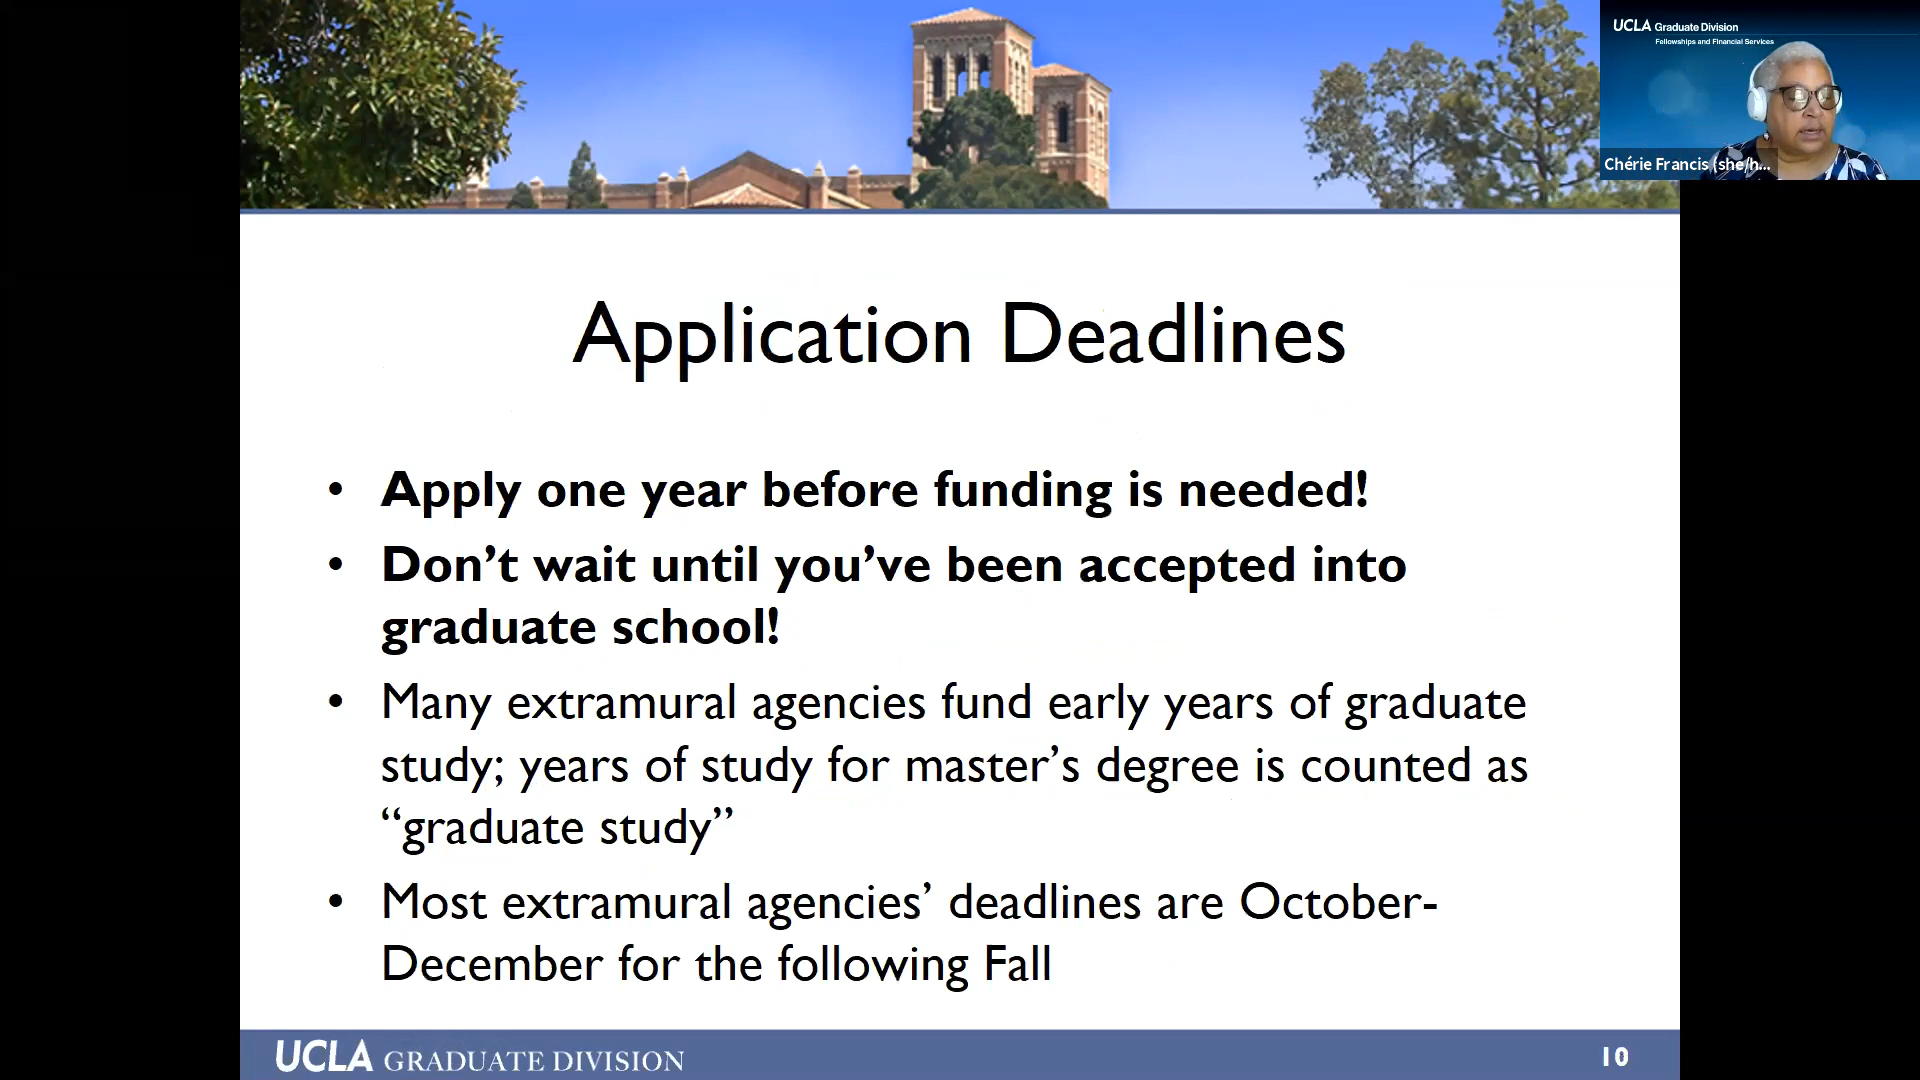 UCLA Graduate Division
Fellowships and Financial Services
Chérie Francis (she/h...
Application Deadlines
• Apply one year before funding is needed!
• Don’t wait until you’ve been accepted into
graduate school!
• Many extramural agencies fund early years of graduate
study; years of study for master’s degree is counted as
“graduate study”
• Most extramural agencies’ deadlines are October-
December for the following Fall
UCLA GRADUATE DIVISION
10